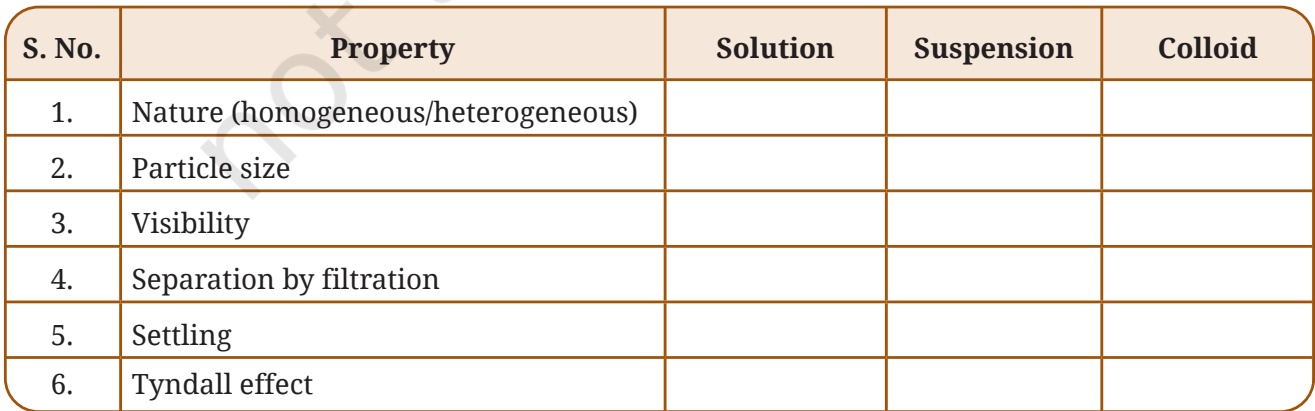 S. No. Property Solution Suspension Colloid
1. Nature (homogeneous/heterogeneous)
2. Particle size
3. Visibility
4. Separation by filtration
5. Settling
6. Tyndall effect
not